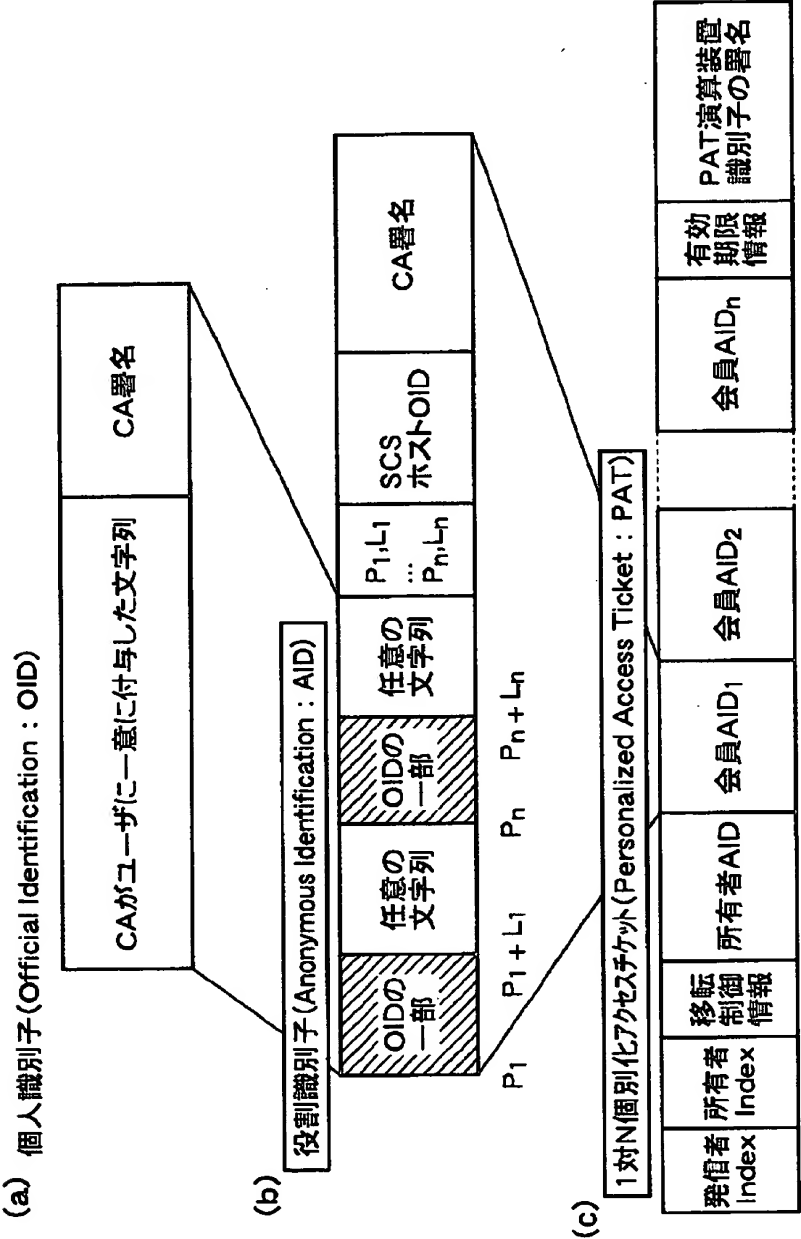 (a) 個人識別子(Official Identification : OID)
CAがユーザに一意に付与した文字列
CA署名
(b)
役割識別子(Anonymous Identification : AID)
OIDの
一部
任意の
文字列
OIDの
一部
任意の
文字列
P1,L1
…
Pn,Ln
SCS
ホストOID
CA署名
P1
P1+L1
Pn
Pn+Ln
(c)
1対N個別化アクセスチケット(Personalized Access Ticket : PAT)
発信者
Index
所有者
Index
移転
制御
情報
所有者AID
会員AID1
会員AID2
会員AIDn
有効
期限
情報
PAT演算装置
識別子の署名